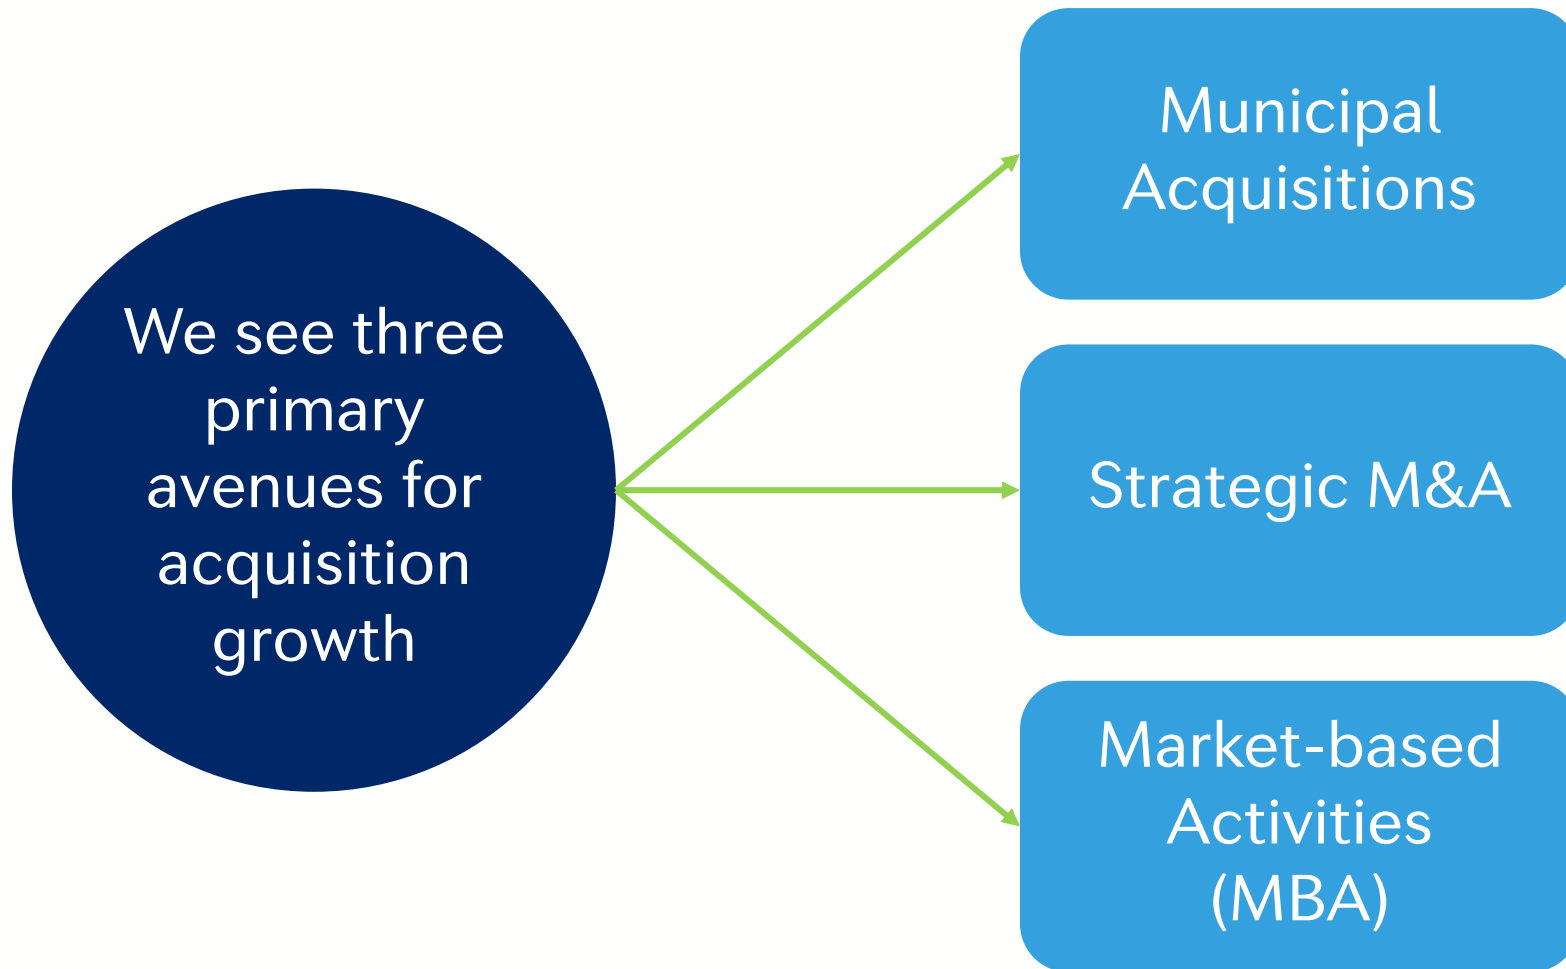 We see three
primary
avenues for
acquisition
growth
Municipal
Acquisitions
Strategic M&A
Market-based
Activities
(MBA)